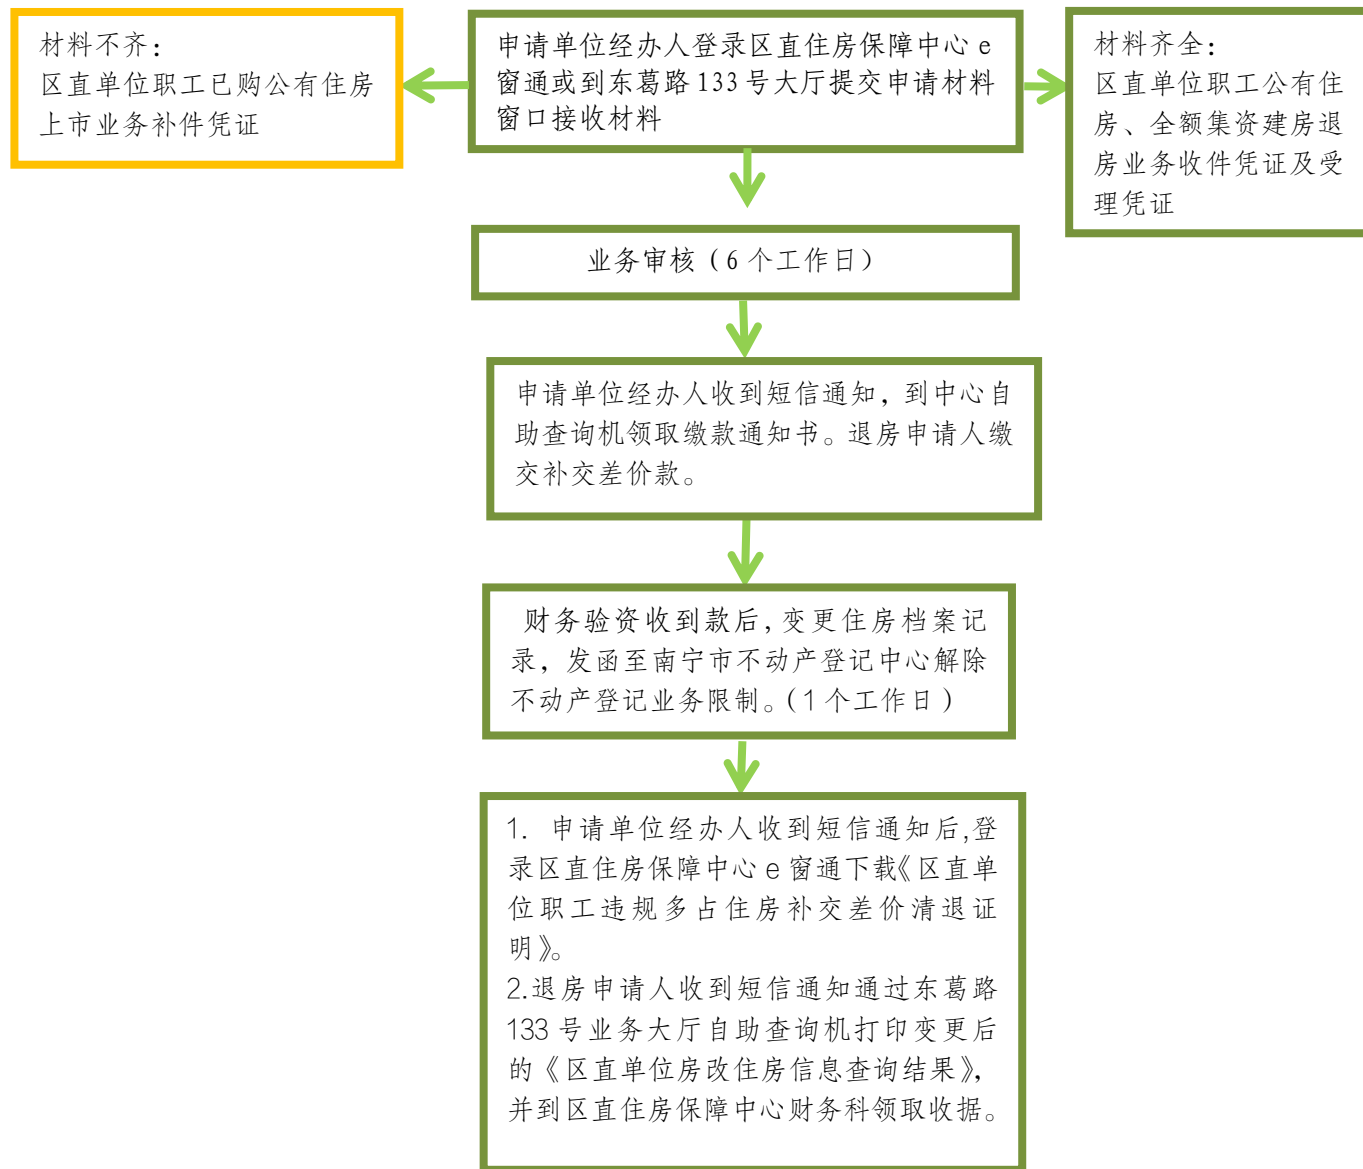 材料不齐：
区直单位职工已购公有住房
上市业务补件凭证
申请单位经办人登录区直住房保障中心 e
窗通或到东葛路 133 号大厅提交申请材料
窗口接收材料
材料齐全：
区直单位职工公有住
房、全额集资建房退
房业务收件凭证及受
理凭证
业务审核（6 个工作日）
申请单位经办人收到短信通知，到中心自
助查询机领取缴款通知书。退房申请人缴
交补交差价款。
财务验资收到款后,变更住房档案记
录，发函至南宁市不动产登记中心解除
不动产登记业务限制。（1 个工作日）
1. 申请单位经办人收到短信通知后,登
录区直住房保障中心 e 窗通下载《区直单
位职工违规多占住房补交差价清退证
明》。
2.退房申请人收到短信通知通过东葛路
133 号业务大厅自助查询机打印变更后
的《区直单位房改住房信息查询结果》，
并到区直住房保障中心财务科领取收据。